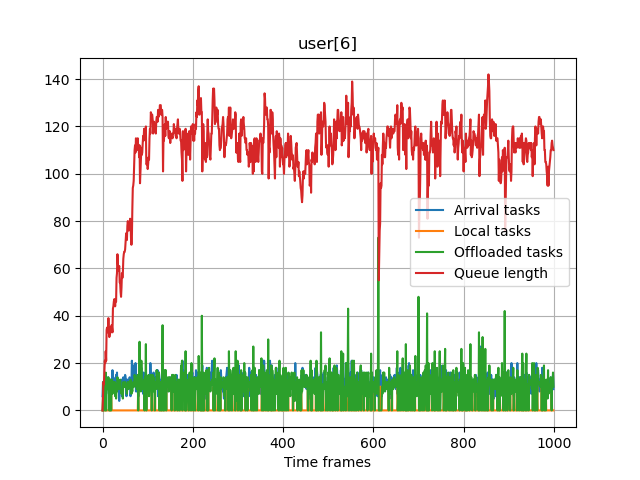 user[6]
140
120
100
80
60
40
20
0
0 200 400 600 800 1000
Time frames
Arrival tasks
Local tasks
Offloaded tasks
Queue length